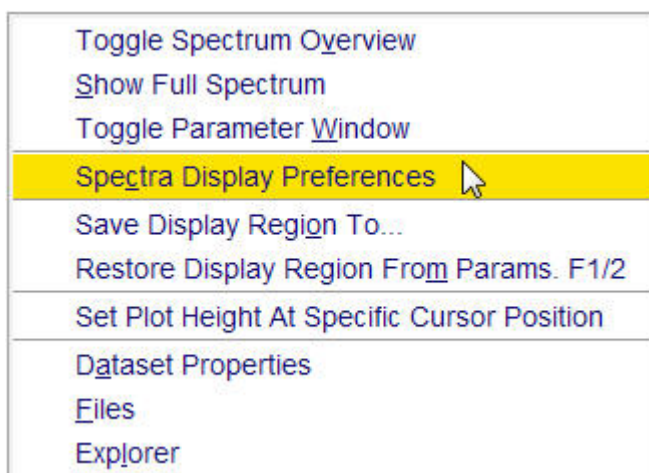 Toggle Spectrum Overview
Show Full Spectrum
Toggle Parameter Window
Spectra Display Preferences
Save Display Region To...
Restore Display Region From Params. F1/2
Set Plot Height At Specific Cursor Position
Dataset Properties
Files
Explorer